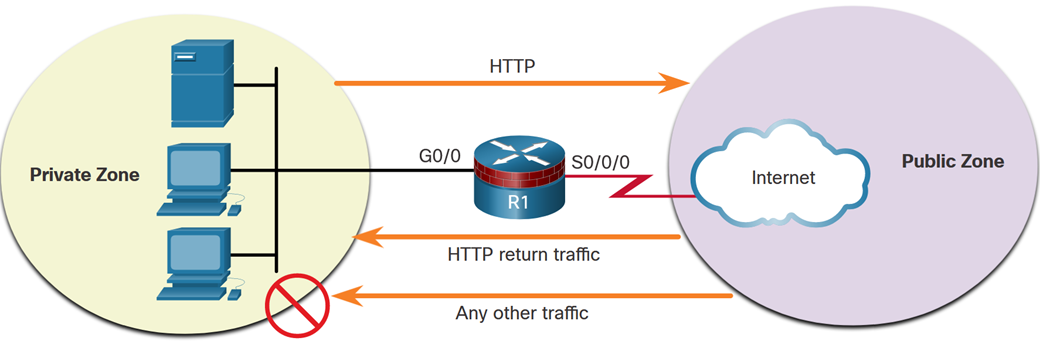 HTTP
Private Zone
G0/0
S0/0/0
R1
Internet
Public Zone
HTTP return traffic
Any other traffic